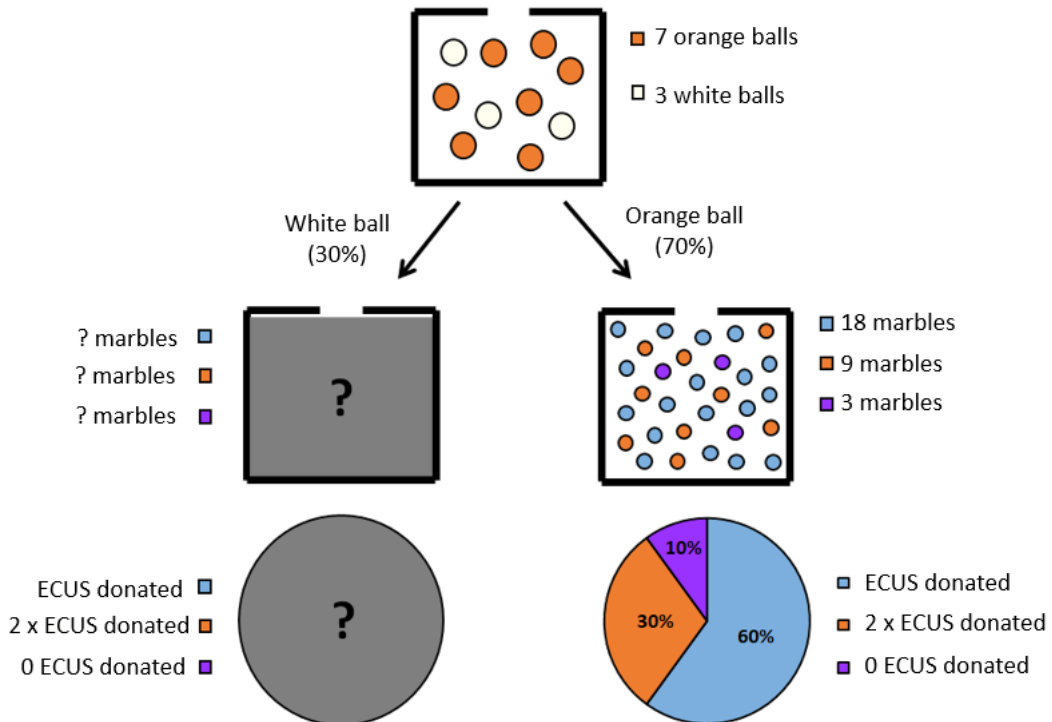 7 orange balls
3 white balls
White ball
(30%)
Orange ball
(70%)
? marbles
? marbles
? marbles
?
18 marbles
9 marbles
3 marbles
ECUS donated
2 x ECUS donated
0 ECUS donated
?
10%
30%
60%
ECUS donated
2 x ECUS donated
0 ECUS donated